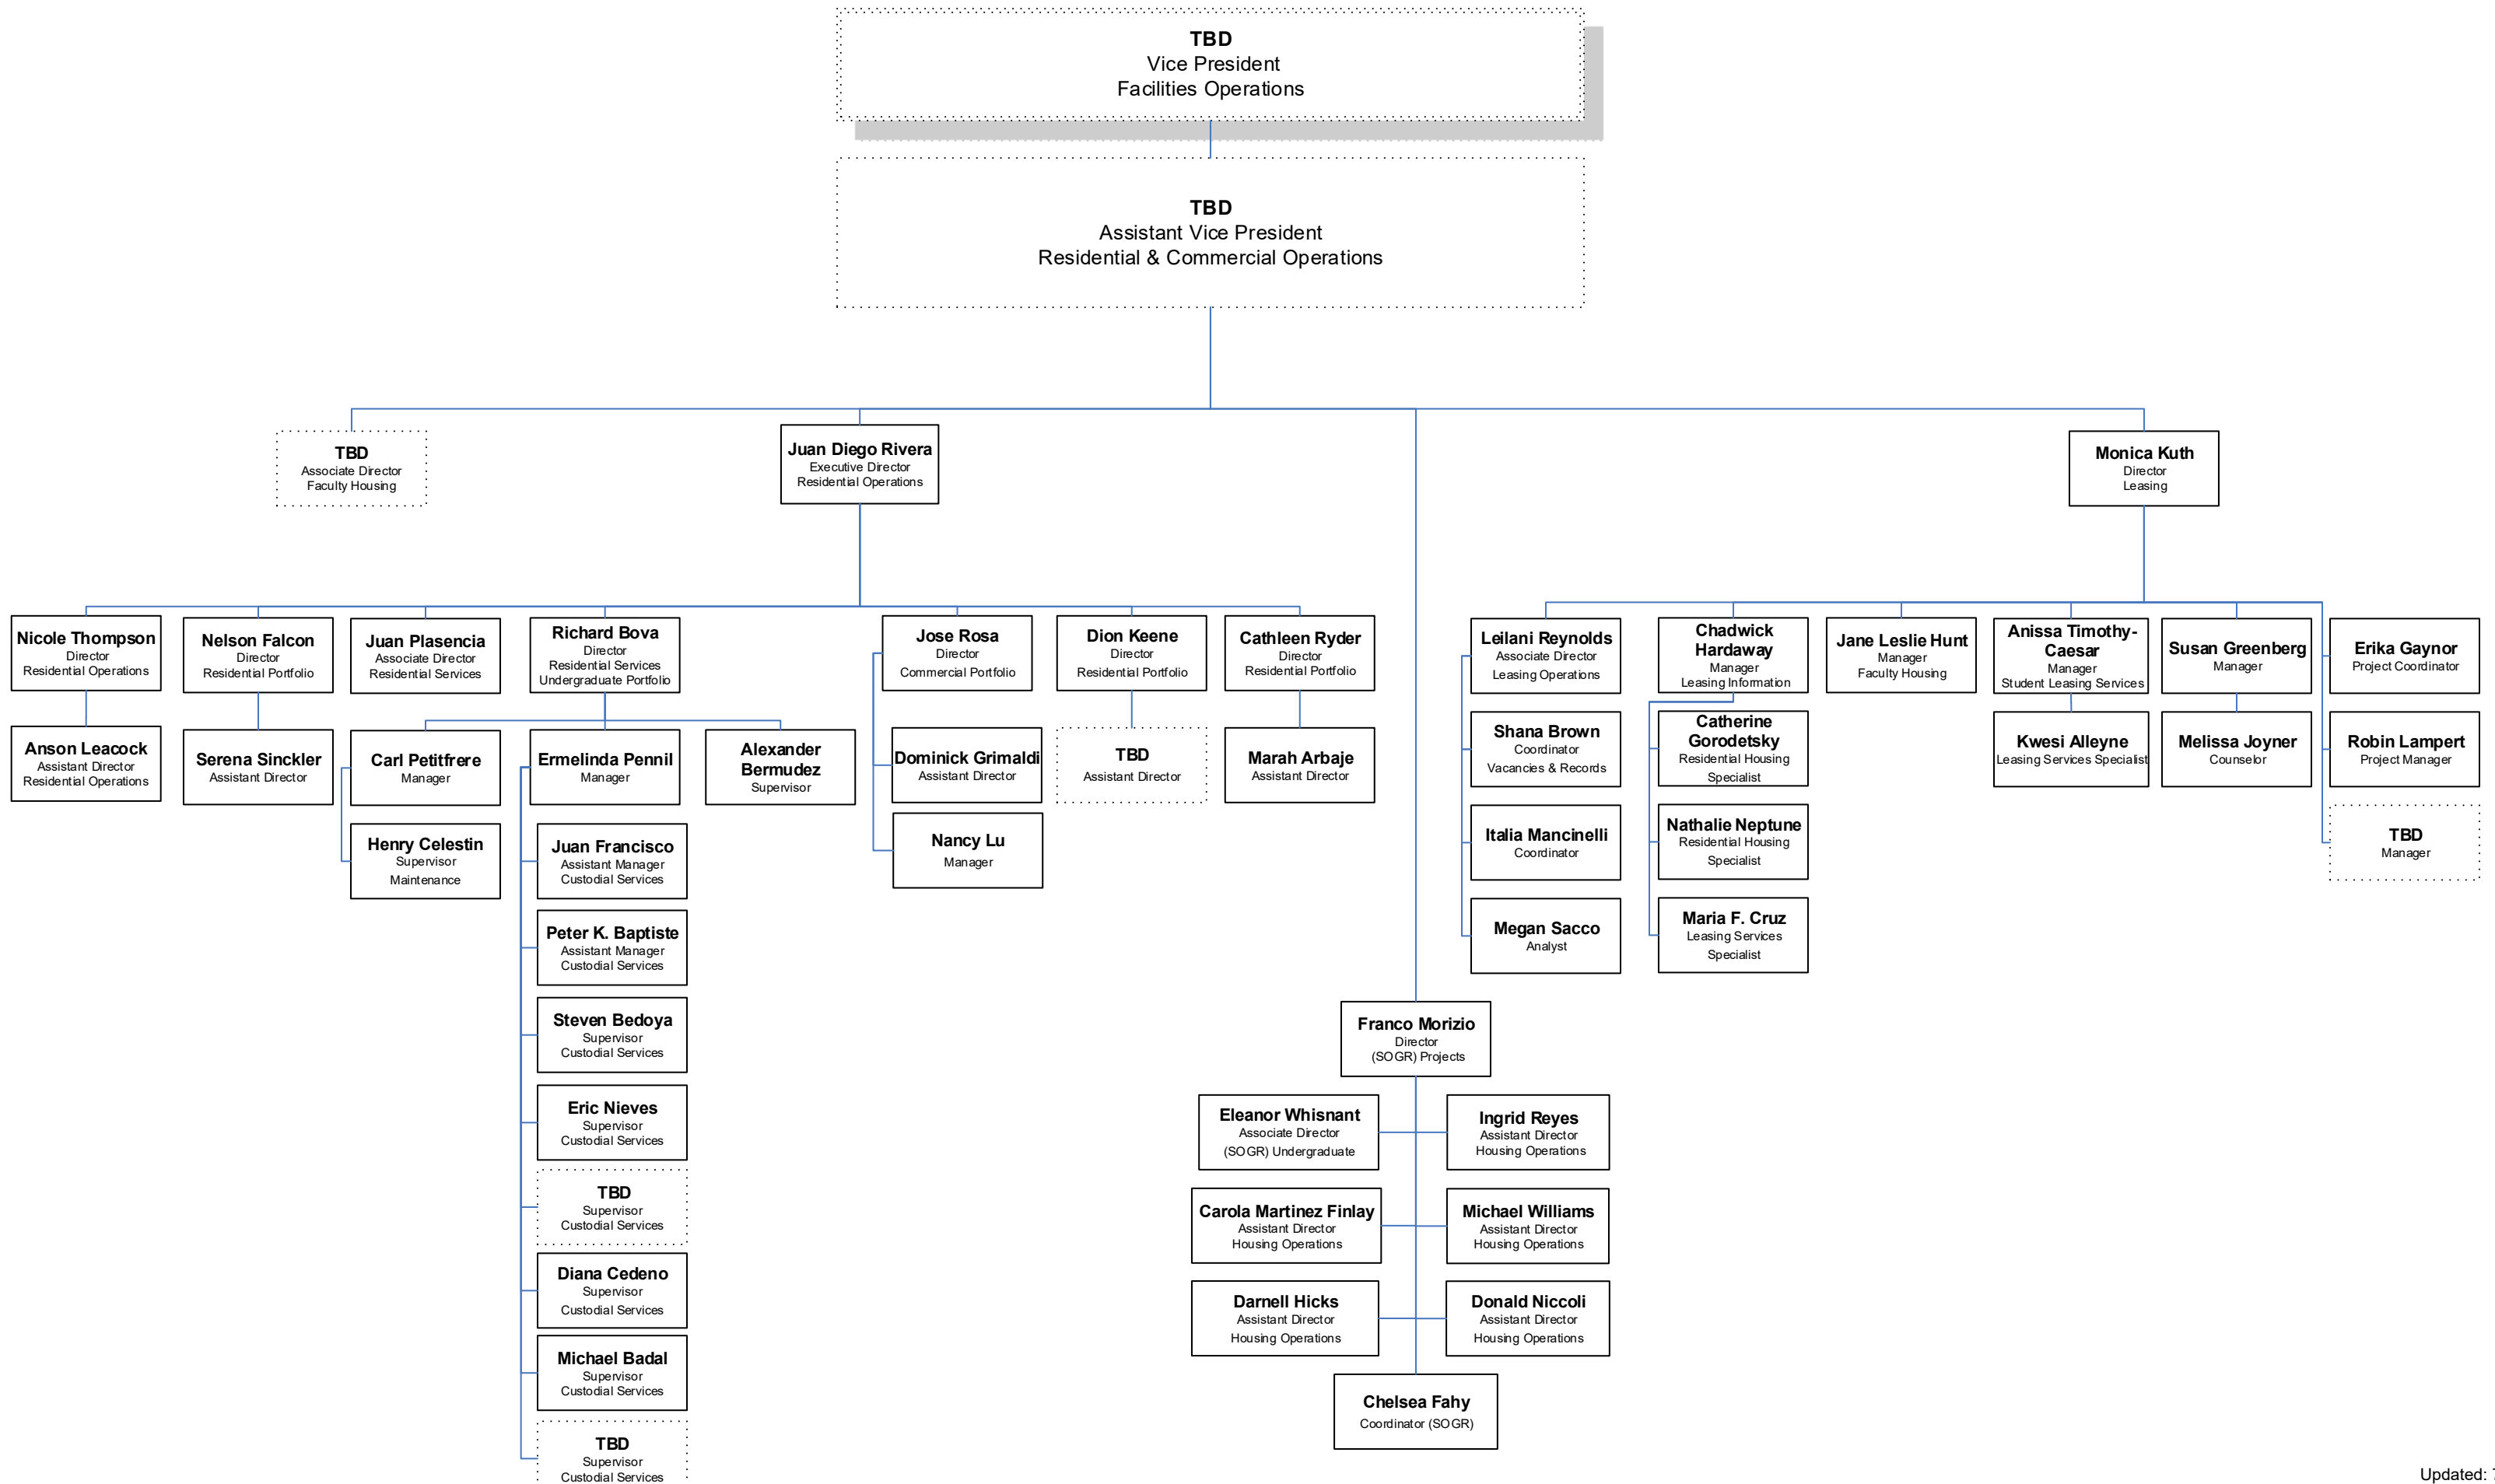 TBD
Vice President
Facilities Operations
TBD
Assistant Vice President
Residential & Commercial Operations
TBD
Associate Director
Faculty Housing
Juan Diego Rivera
Executive Director
Residential Operations
Monica Kuth
Director
Leasing
Nicole Thompson
Director
Residential Operations
Nelson Falcon
Director
Residential Portfolio
Juan Plasencia
Associate Director
Residential Services
Richard Bova
Director
Residential Services
Undergraduate Portfolio
Jose Rosa
Director
Commercial Portfolio
Dion Keene
Director
Residential Portfolio
Cathleen Ryder
Director
Residential Portfolio
Leilani Reynolds
Associate Director
Leasing Operations
Chadwick
Hardaway
Manager
Leasing Information
Jane Leslie Hunt
Manager
Faculty Housing
Anissa Timothy-
Caesar
Manager
Student Leasing Services
Susan Greenberg
Manager
Erika Gaynor
Project Coordinator
Anson Leacock
Assistant Director
Residential Operations
Serena Sinckler
Assistant Director
Carl Petitfrere
Manager
Ermelinda Pennil
Manager
Alexander
Bermudez
Supervisor
Dominick Grimaldi
Assistant Director
TBD
Assistant Director
Marah Arbaje
Assistant Director
Shana Brown
Coordinator
Vacancies & Records
Catherine
Gorodetsky
Residential Housing
Specialist
Kwesi Alleyne
Leasing Services Specialist
Melissa Joyner
Counselor
Robin Lampert
Project Manager
Henry Celestin
Supervisor
Maintenance
Juan Francisco
Assistant Manager
Custodial Services
Nancy Lu
Manager
Italia Mancinelli
Coordinator
Nathalie Neptune
Residential Housing
Specialist
TBD
Manager
Peter K. Baptiste
Assistant Manager
Custodial Services
Megan Sacco
Analyst
Maria F. Cruz
Leasing Services
Specialist
Steven Bedoya
Supervisor
Custodial Services
Franco Morizio
Director
(SOGR) Projects
Eric Nieves
Supervisor
Custodial Services
Eleanor Whisnant
Associate Director
(SOGR) Undergraduate
Ingrid Reyes
Assistant Director
Housing Operations
TBD
Supervisor
Custodial Services
Carola Martinez Finlay
Assistant Director
Housing Operations
Michael Williams
Assistant Director
Housing Operations
Diana Cedeno
Supervisor
Custodial Services
Darnell Hicks
Assistant Director
Housing Operations
Donald Niccoli
Assistant Director
Housing Operations
Michael Badal
Supervisor
Custodial Services
Chelsea Fahy
Coordinator (SOGR)
TBD
Supervisor
Custodial Services
Updated: